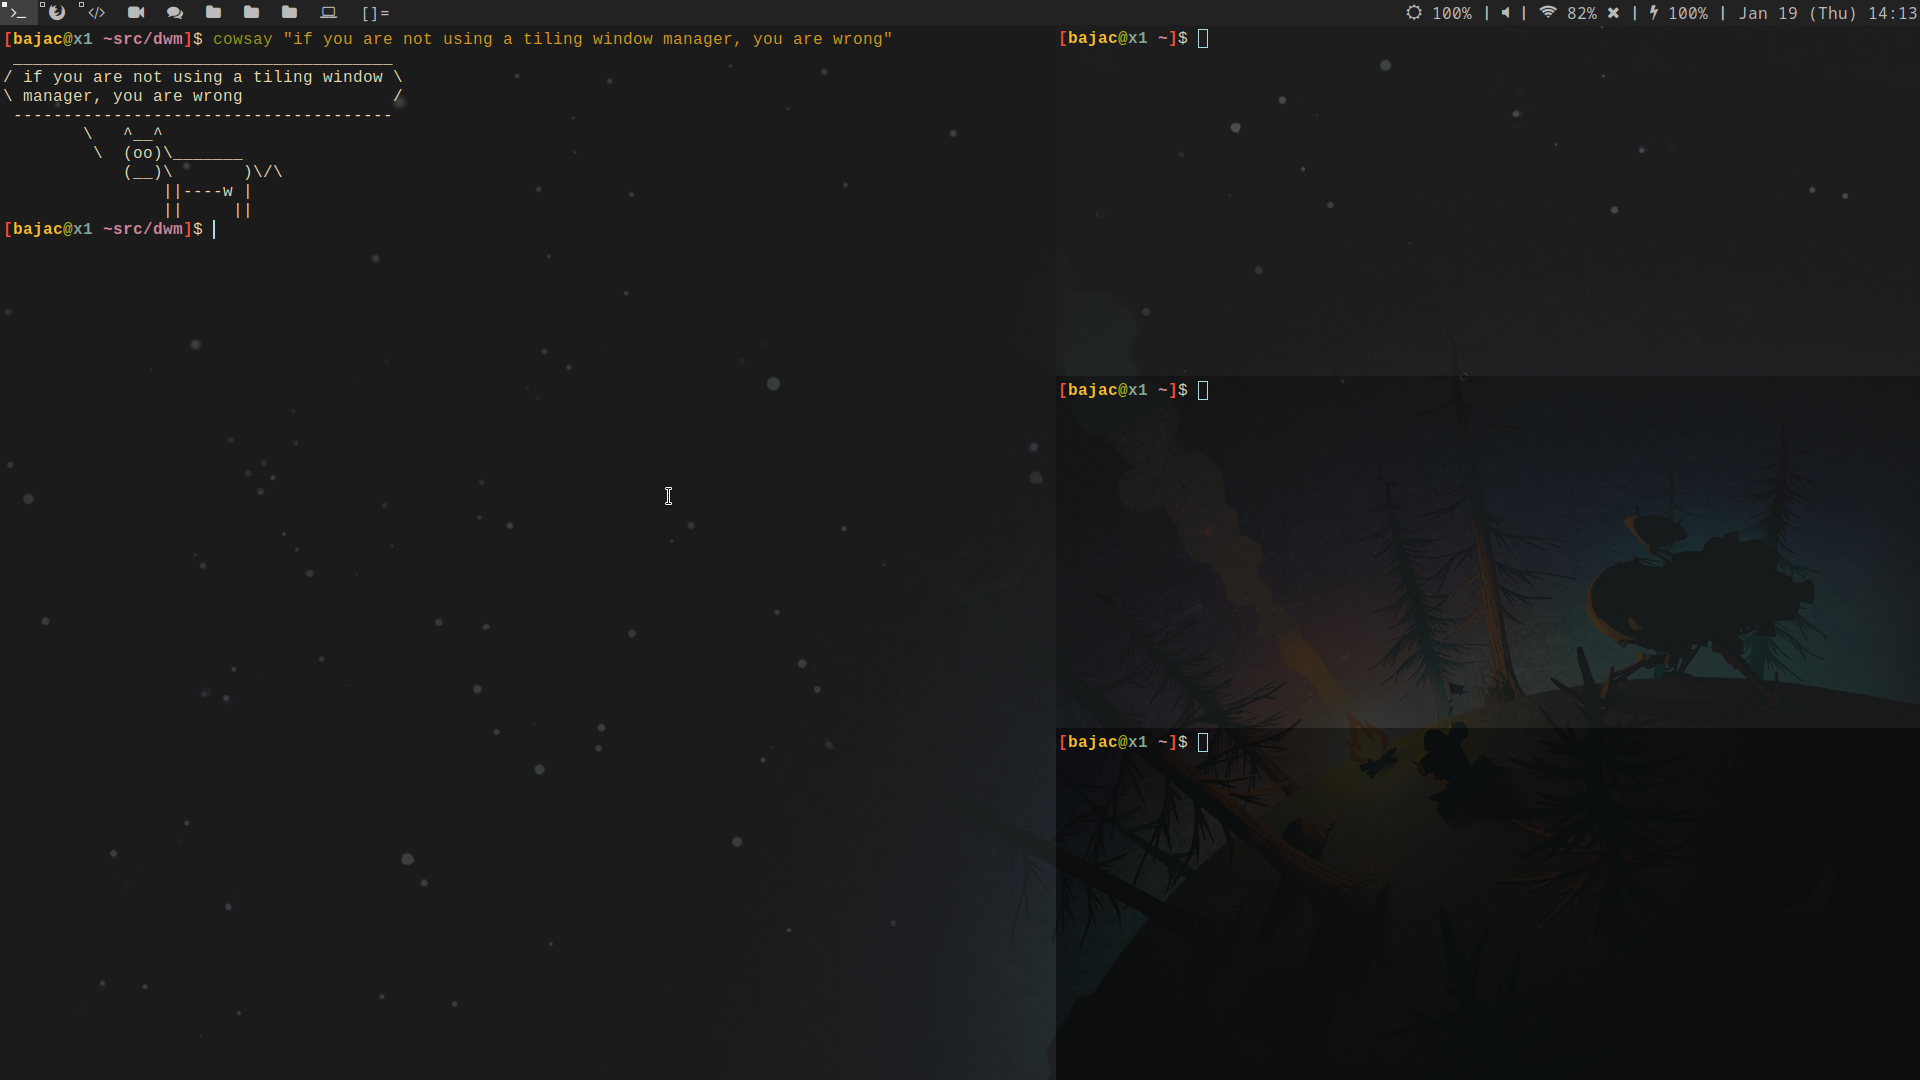 >_ </> []= 100% | | 82% ✖ | 100% | Jan 19 (Thu) 14:13
[bajac@x1 ~src/dwm]$ cowsay "if you are not using a tiling window manager, you are wrong"
 ______________________________________
/ if you are not using a tiling window \
\ manager, you are wrong               /
 --------------------------------------
        \   ^__^
         \  (oo)\_______
            (__)\       )\/\
                ||----w |
                ||     ||
[bajac@x1 ~src/dwm]$
[bajac@x1 ~]$
[bajac@x1 ~]$
[bajac@x1 ~]$